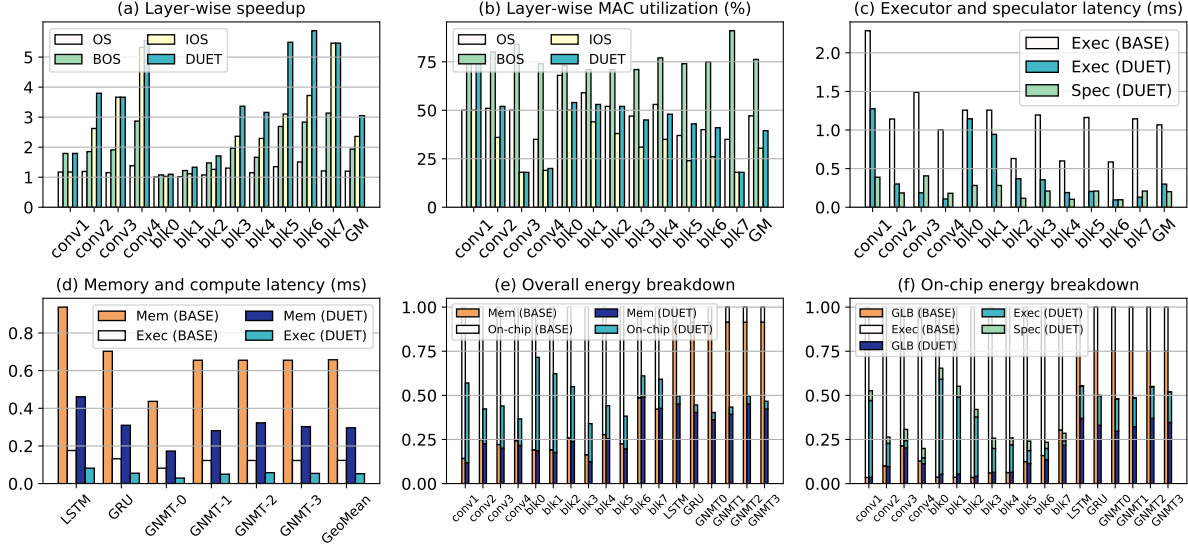 (a) Layer-wise speedup
OS IOS
BOS DUET
5
4
3
2
1
0
conv1 conv2 conv3 conv4 blk0 blk1 blk2 blk3 blk4 blk5 blk6 blk7 GM
(b) Layer-wise MAC utilization (%)
OS IOS
BOS DUET
75
50
25
0
conv1 conv2 conv3 conv4 blk0 blk1 blk2 blk3 blk4 blk5 blk6 blk7 GM
(c) Executor and speculator latency (ms)
Exec (BASE)
Exec (DUET)
Spec (DUET)
2.0
1.5
1.0
0.5
0.0
conv1 conv2 conv3 conv4 blk0 blk1 blk2 blk3 blk4 blk5 blk6 blk7 GM
(d) Memory and compute latency (ms)
Mem (BASE) Mem (DUET)
Exec (BASE) Exec (DUET)
0.8
0.6
0.4
0.2
0.0
LSTM GRU GNMT-0 GNMT-1 GNMT-2 GNMT-3 GeoMean
(e) Overall energy breakdown
Mem (BASE) Mem (DUET)
On-chip (BASE) On-chip (DUET)
1.00
0.75
0.50
0.25
0.00
conv1 conv2 conv3 conv4 blk0 blk1 blk2 blk3 blk4 blk5 blk6 blk7 LSTM GRU GNMT0 GNMT1 GNMT2 GNMT3
(f) On-chip energy breakdown
GLB (BASE) Exec (DUET)
Exec (BASE) Spec (DUET)
GLB (DUET)
1.00
0.75
0.50
0.25
0.00
conv1 conv2 conv3 conv4 blk0 blk1 blk2 blk3 blk4 blk5 blk6 blk7 LSTM GRU GNMT0 GNMT1 GNMT2 GNMT3